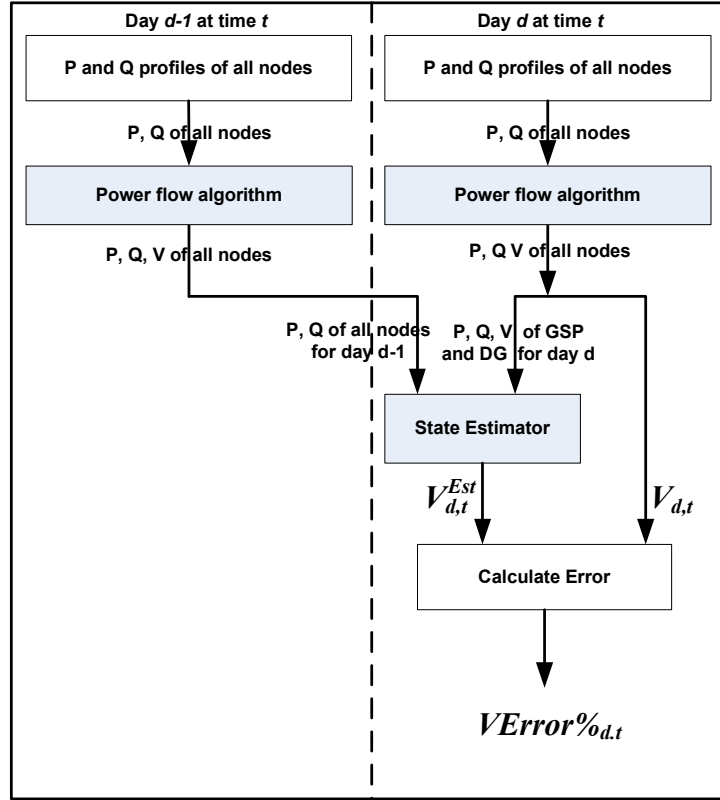 Day d-1 at time t
P and Q profiles of all nodes
P, Q of all nodes
Power flow algorithm
P, Q, V of all nodes
P, Q of all nodes
for day d-1
Day d at time t
P and Q profiles of all nodes
P, Q of all nodes
Power flow algorithm
P, Q V of all nodes
P, Q, V of GSP
and DG for day d
State Estimator
V_{d,t}^{Est}
V_{d,t}
Calculate Error
VError%_{d.t}